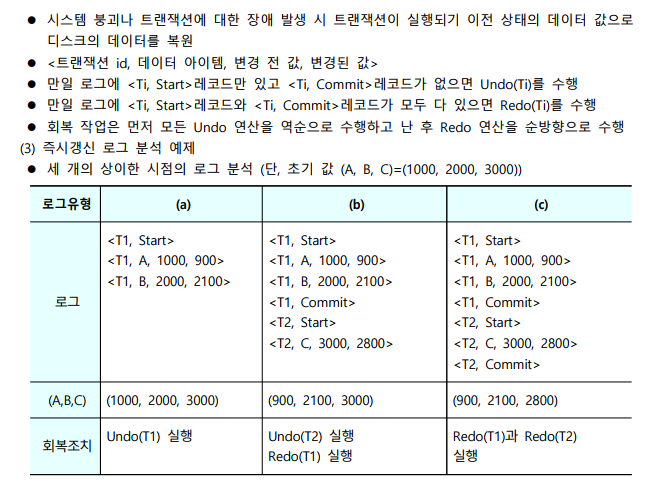 ● 시스템 붕괴나 트랜잭션에 대한 장애 발생 시 트랜잭션이 실행되기 이전 상태의 데이터 값으로
디스크의 데이터를 복원
● <트랜잭션 id, 데이터 아이템, 변경 전 값, 변경된 값>
● 만일 로그에 <Ti, Start>레코드만 있고 <Ti, Commit>레코드가 없으면 Undo(Ti)를 수행
● 만일 로그에 <Ti, Start>레코드와 <Ti, Commit>레코드가 모두 다 있으면 Redo(Ti)를 수행
● 회복 작업은 먼저 모든 Undo 연산을 역순으로 수행하고 난 후 Redo 연산을 순방향으로 수행
(3) 즉시갱신 로그 분석 예제
● 세 개의 상이한 시점의 로그 분석 (단, 초기 값 (A, B, C)=(1000, 2000, 3000))
로그유형 (a) (b) (c)
로그
<T1, Start>
<T1, A, 1000, 900>
<T1, B, 2000, 2100>
<T1, Start>
<T1, A, 1000, 900>
<T1, B, 2000, 2100>
<T1, Commit>
<T2, Start>
<T2, C, 3000, 2800>
<T1, Start>
<T1, A, 1000, 900>
<T1, B, 2000, 2100>
<T1, Commit>
<T2, Start>
<T2, C, 3000, 2800>
<T2, Commit>
(A,B,C) (1000, 2000, 3000) (900, 2100, 3000) (900, 2100, 2800)
회복조치
Undo(T1) 실행
Undo(T2) 실행
Redo(T1) 실행
Redo(T1)과 Redo(T2)
실행